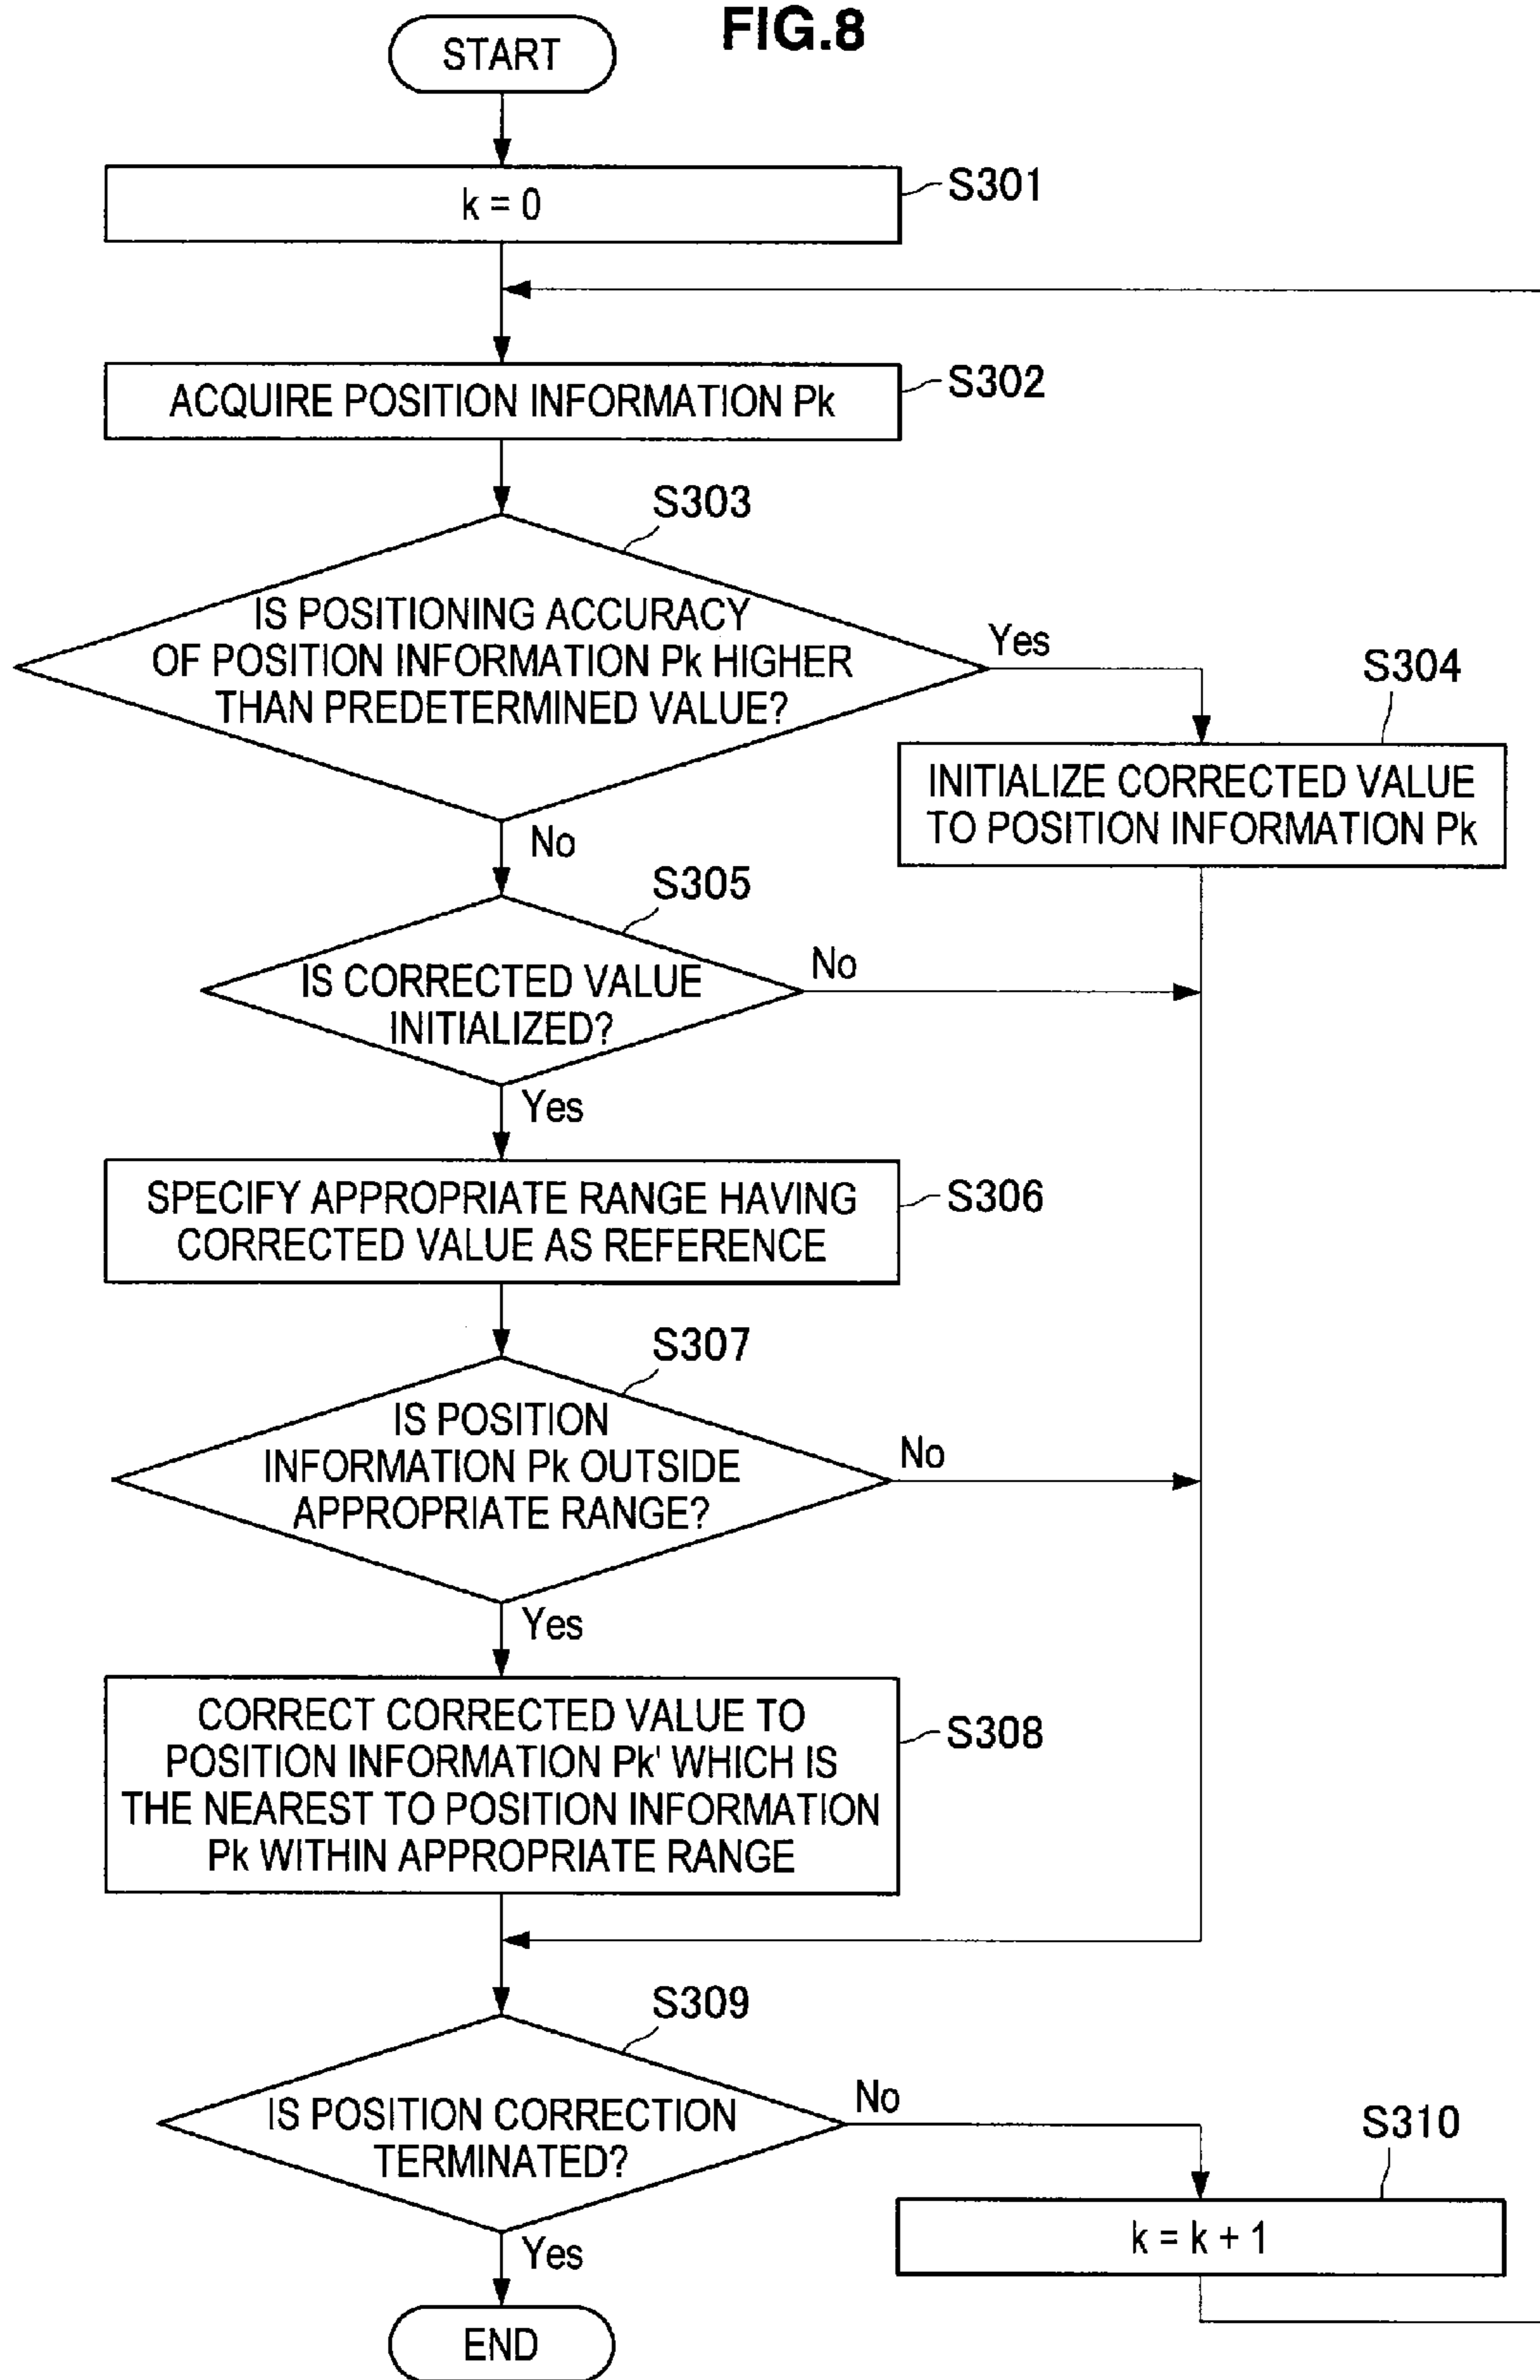 FIG.8
START
k = 0
S301
ACQUIRE POSITION INFORMATION Pk
S302
S303
IS POSITIONING ACCURACY
OF POSITION INFORMATION Pk HIGHER
THAN PREDETERMINED VALUE?
Yes
No
S304
INITIALIZE CORRECTED VALUE
TO POSITION INFORMATION Pk
S305
IS CORRECTED VALUE
INITIALIZED?
No
Yes
SPECIFY APPROPRIATE RANGE HAVING
CORRECTED VALUE AS REFERENCE
S306
S307
IS POSITION
INFORMATION Pk OUTSIDE
APPROPRIATE RANGE?
No
Yes
CORRECT CORRECTED VALUE TO
POSITION INFORMATION Pk' WHICH IS
THE NEAREST TO POSITION INFORMATION
Pk WITHIN APPROPRIATE RANGE
S308
S309
IS POSITION CORRECTION
TERMINATED?
No
Yes
S310
k = k + 1
END